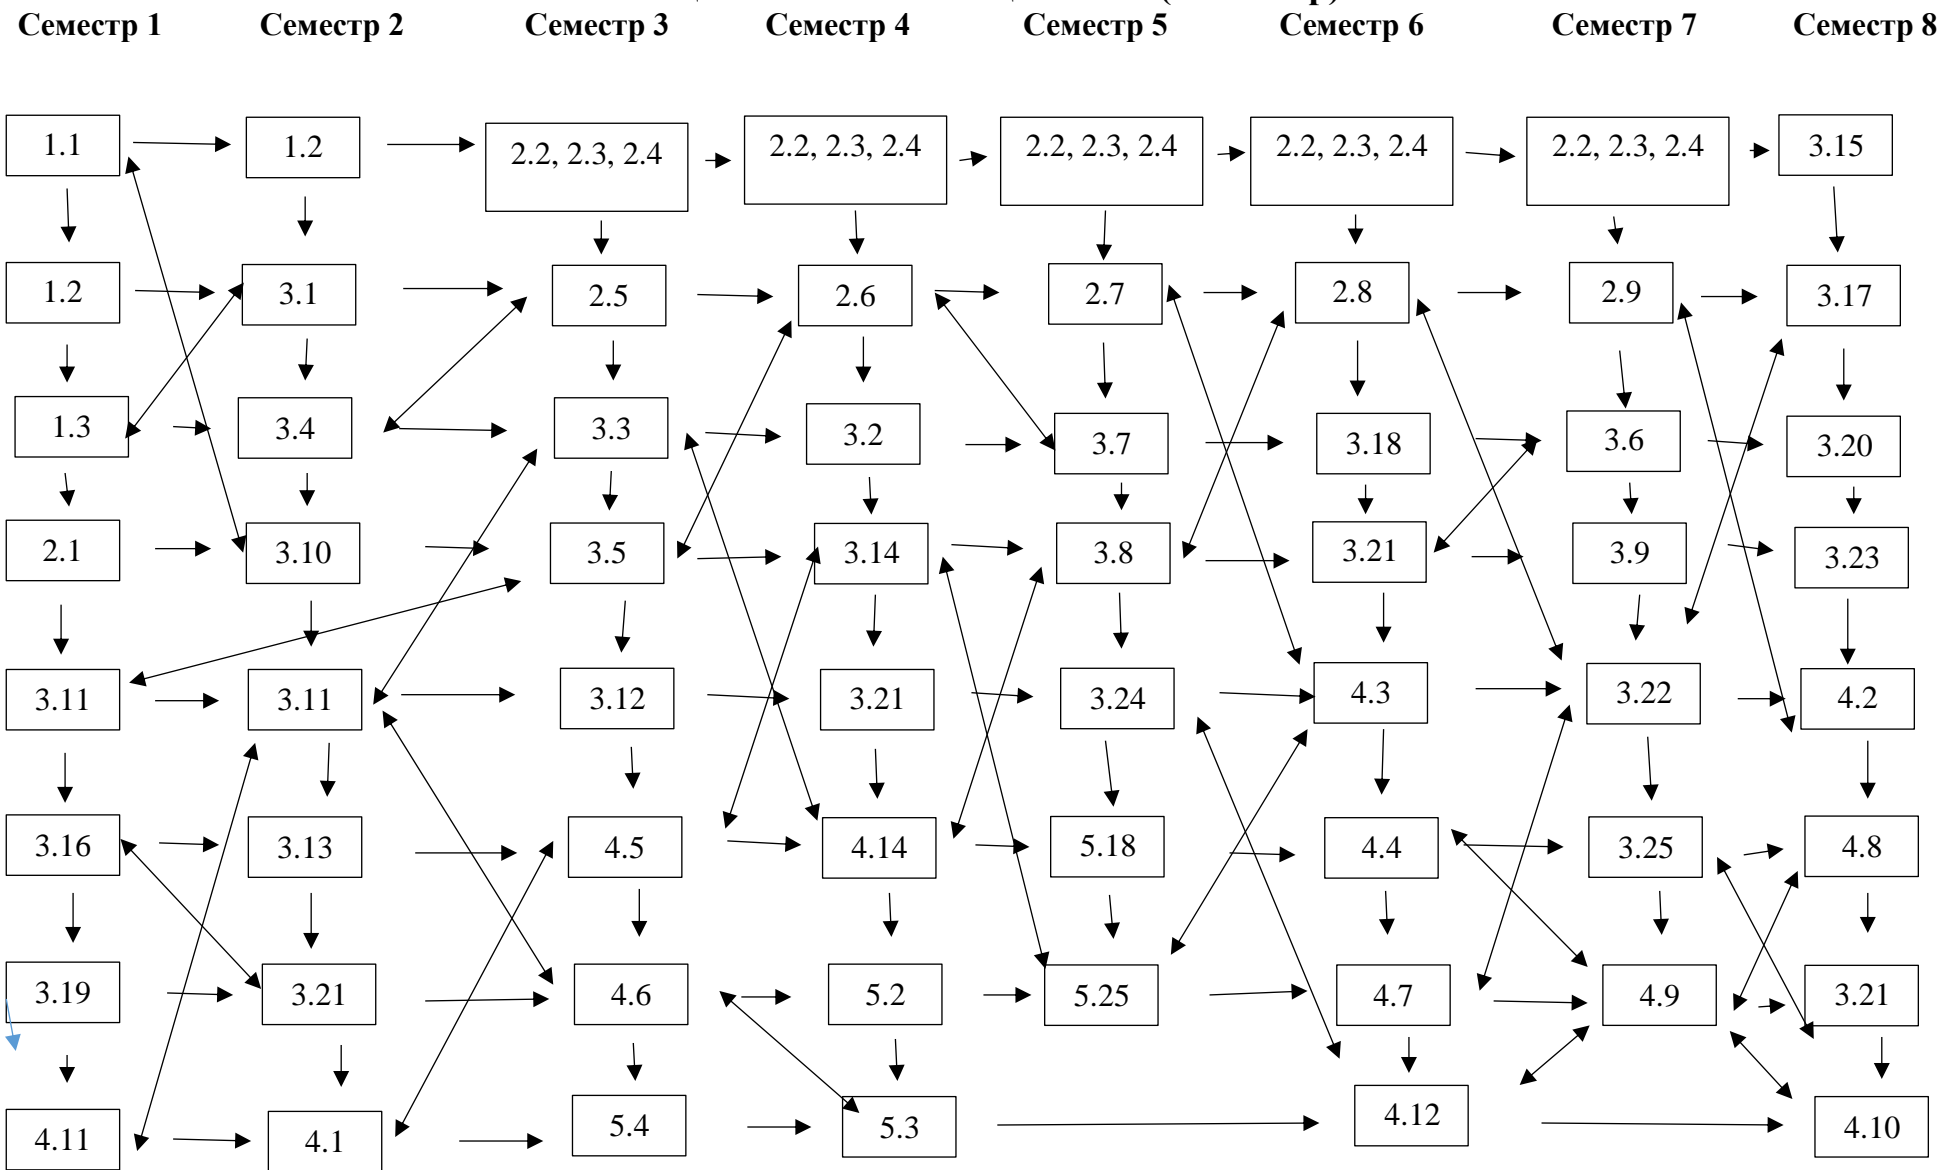 Семестр 1 Семестр 2 Семестр 3 Семестр 4 Семестр 5 Семестр 6 Семестр 7 Семестр 8
1.1 1.2 2.2, 2.3, 2.4 2.2, 2.3, 2.4 2.2, 2.3, 2.4 2.2, 2.3, 2.4 2.2, 2.3, 2.4 3.15
1.2 3.1 2.5 2.6 2.7 2.8 2.9 3.17
1.3 3.4 3.3 3.2 3.7 3.18 3.6 3.20
2.1 3.10 3.5 3.14 3.8 3.21 3.9 3.23
3.11 3.11 3.12 3.21 3.24 4.3 3.22 4.2
3.16 3.13 4.5 4.14 5.18 4.4 3.25 4.8
3.19 3.21 4.6 5.2 5.25 4.7 4.9 3.21
4.11 4.1 5.4 5.3 4.12 4.10